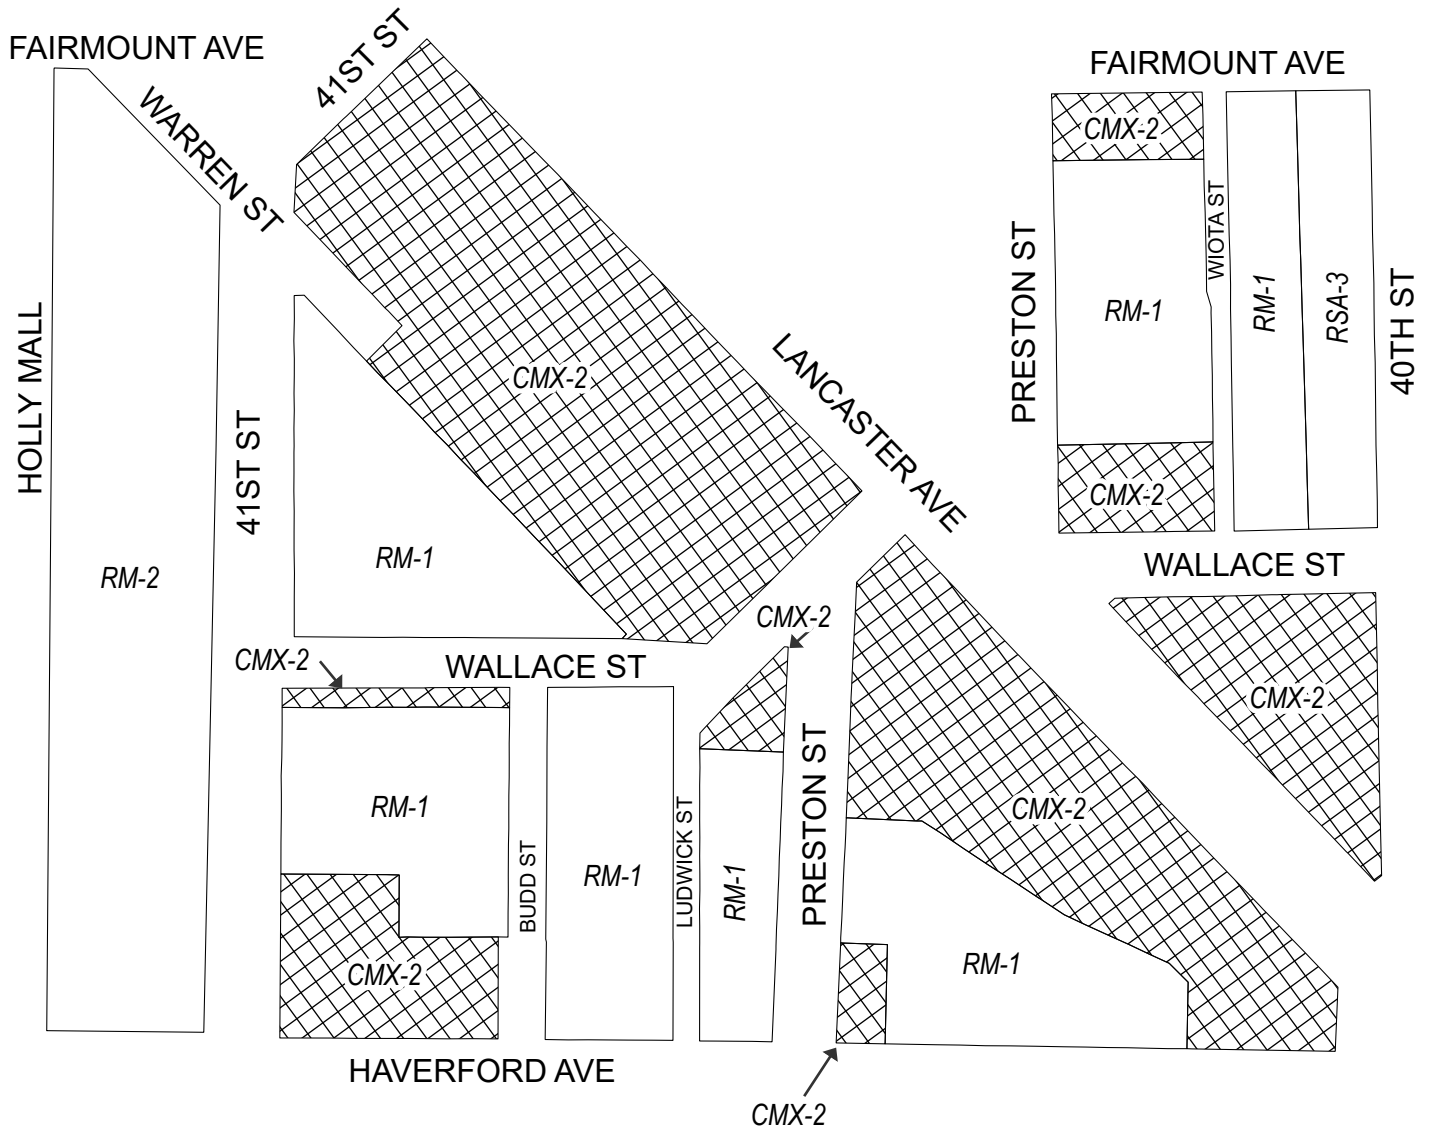 FAIRMOUNT AVE
41ST ST
FAIRMOUNT AVE
WARREN ST
CMX-2
WIOTA ST
PRESTON ST
RM-1
RM-1
RSA-3
40TH ST
HOLLY MALL
CMX-2
LANCASTER AVE
41ST ST
CMX-2
RM-1
RM-2
WALLACE ST
CMX-2
CMX-2
WALLACE ST
CMX-2
PRESTON ST
RM-1
CMX-2
BUDD ST
RM-1
LUDWICK ST
RM-1
CMX-2
RM-1
HAVERFORD AVE
CMX-2